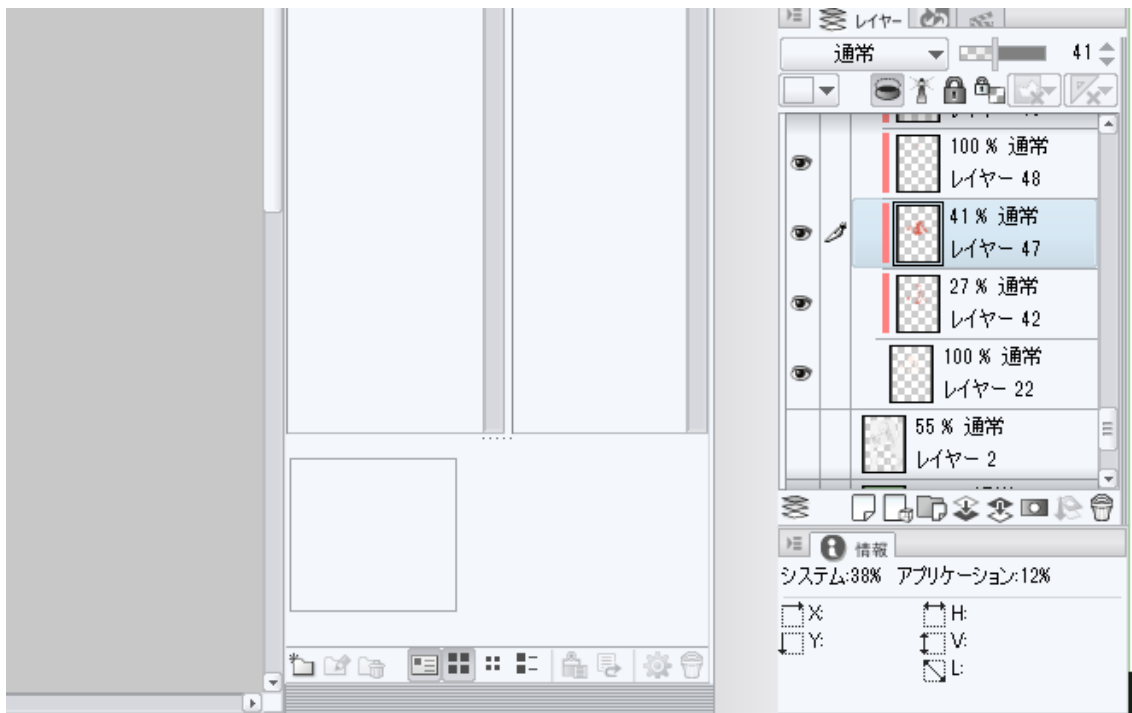 レイヤー
通常 41
100 % 通常
レイヤー 48
41 % 通常
レイヤー 47
27 % 通常
レイヤー 42
100 % 通常
レイヤー 22
55 % 通常
レイヤー 2
情報
システム:38% アプリケーション:12%
X: H:
Y: V:
L: